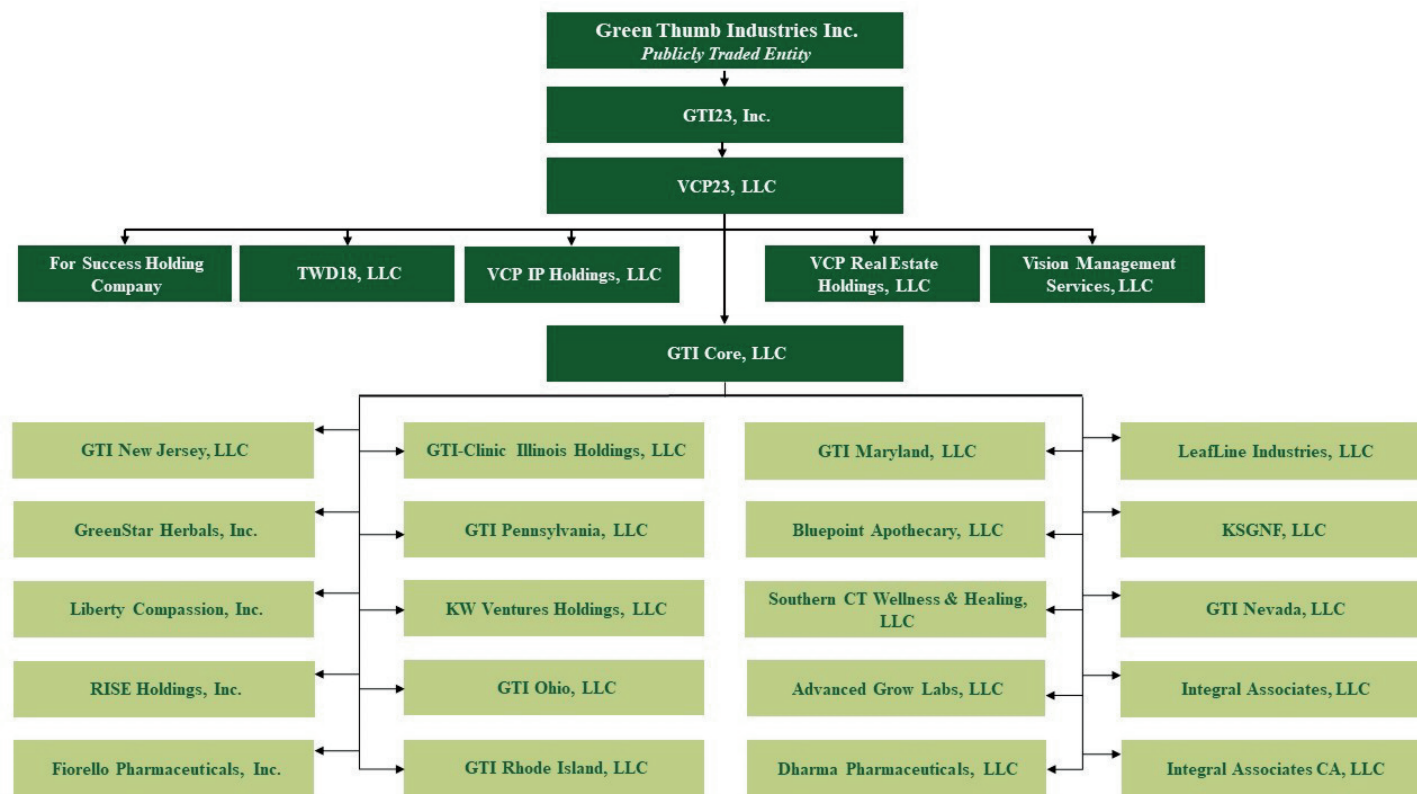 Green Thumb Industries Inc.
Publicly Traded Entity
GTI23, Inc.
VCP23, LLC
For Success Holding
Company
TWD18, LLC
VCP IP Holdings, LLC
VCP Real Estate
Holdings, LLC
Vision Management
Services, LLC
GTI Core, LLC
GTI New Jersey, LLC
GTI-Clinic Illinois Holdings, LLC
GTI Maryland, LLC
LeafLine Industries, LLC
GreenStar Herbals, Inc.
GTI Pennsylvania, LLC
Bluepoint Apothecary, LLC
KSGNF, LLC
Liberty Compassion, Inc.
KW Ventures Holdings, LLC
Southern CT Wellness & Healing,
LLC
GTI Nevada, LLC
RISE Holdings, Inc.
GTI Ohio, LLC
Advanced Grow Labs, LLC
Integral Associates, LLC
Fiorello Pharmaceuticals, Inc.
GTI Rhode Island, LLC
Dharma Pharmaceuticals, LLC
Integral Associates CA, LLC